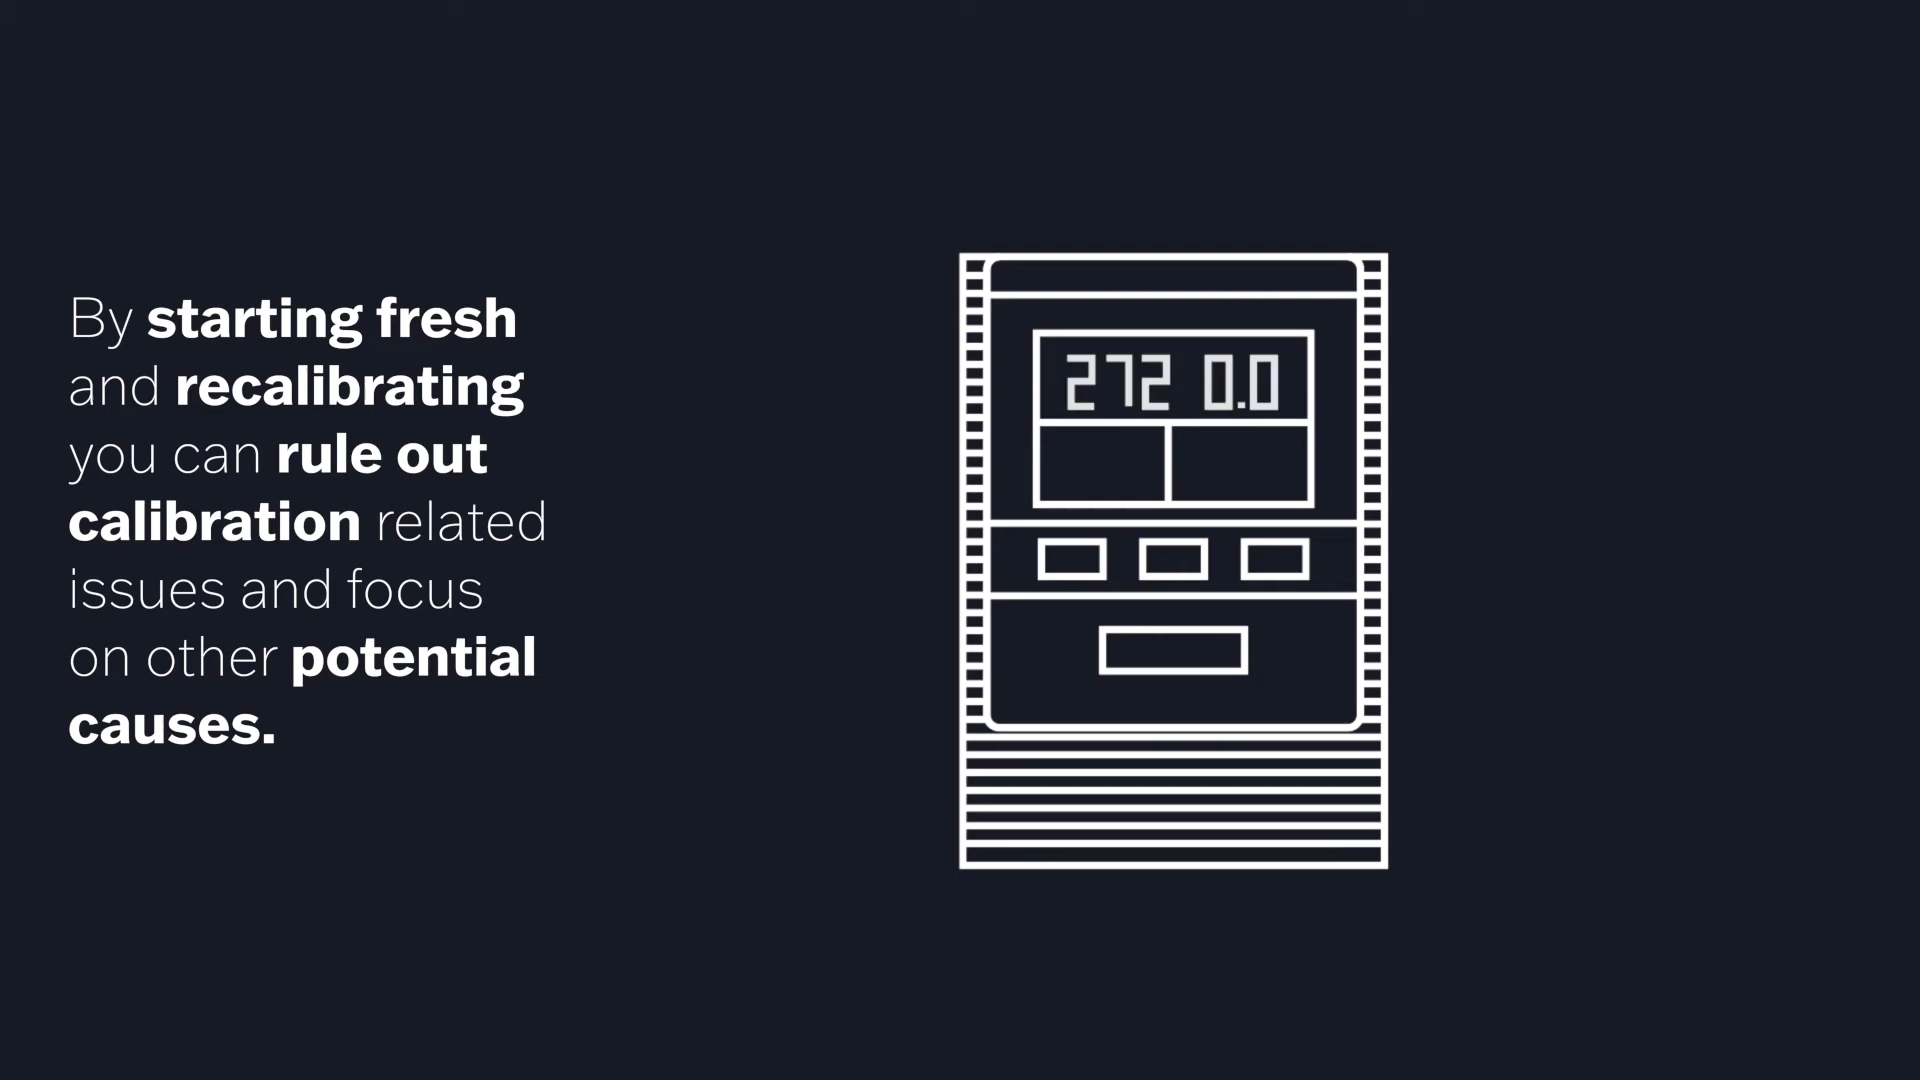 By starting fresh
and recalibrating
you can rule out
calibration related
issues and focus
on other potential
causes.
272 0.0